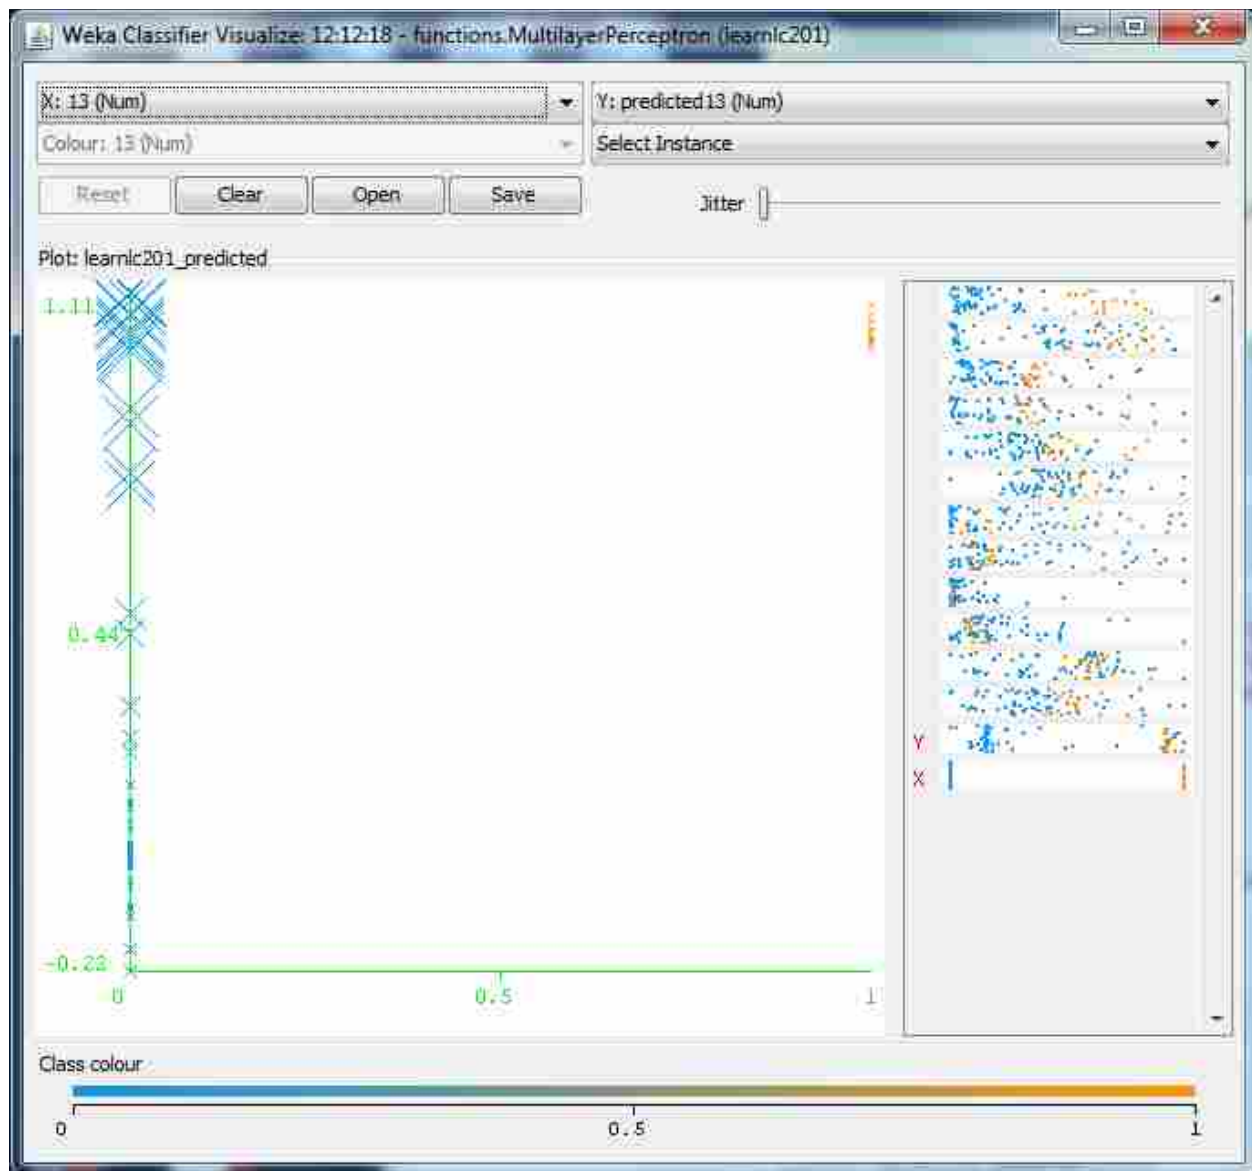 Weka Classifier Visualize: 12:12:18 - functions.MultilayerPerceptron (learnlc201)
X: 13 (Num)
Y: predicted13 (Num)
Colour: 13 (Num)
Select Instance
Reset
Clear
Open
Save
Jitter
Plot: learnlc201_predicted
1.11
0.44
-0.23
0
0.5
1
Y
X
Class colour
0
0.5
1